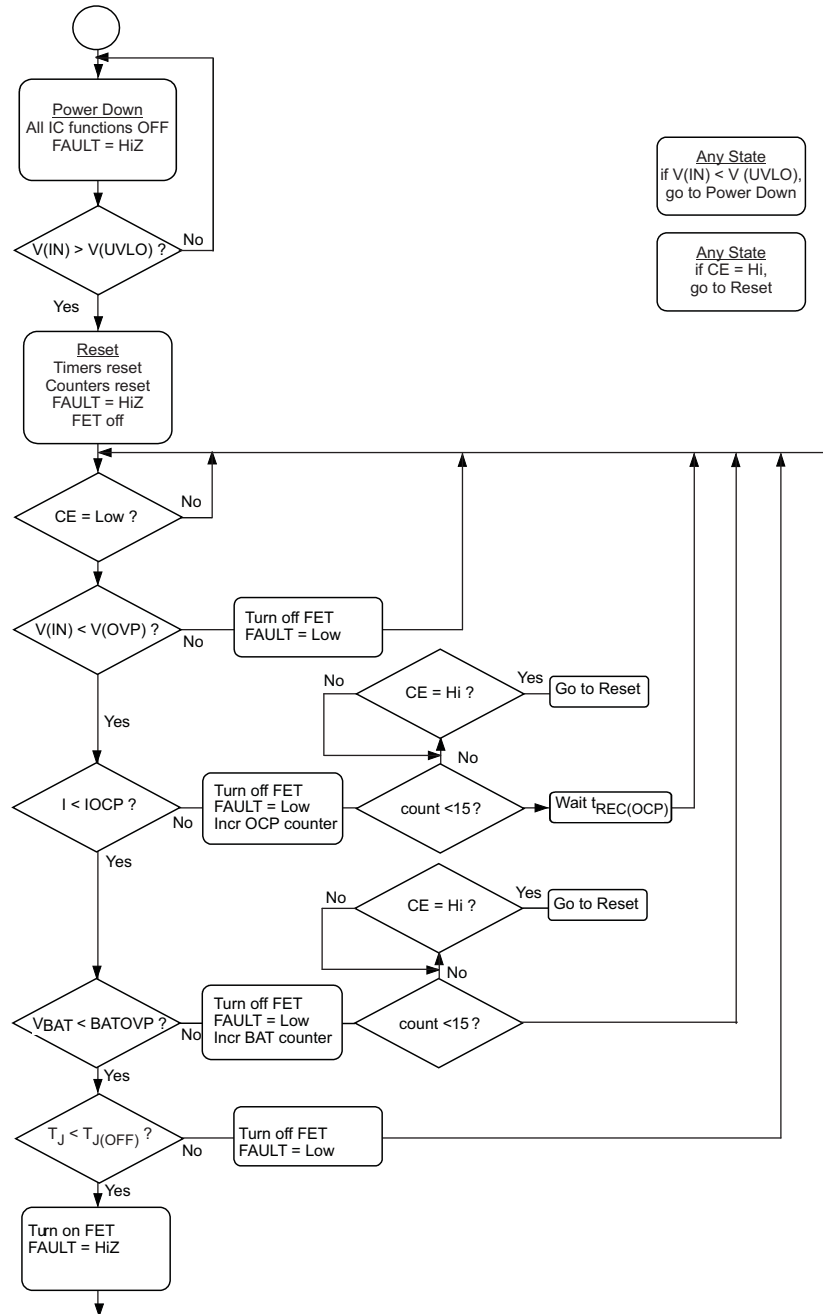 Power Down
All IC functions OFF
FAULT = HiZ
Any State
if V(IN) < V (UVLO),
go to Power Down
V(IN) > V(UVLO) ?
No
Any State
if CE = Hi,
go to Reset
Yes
Reset
Timers reset
Counters reset
FAULT = HiZ
FET off
CE = Low ?
No
V(IN) < V(OVP) ?
No
Turn off FET
FAULT = Low
Yes
No
CE = Hi ?
Yes
Go to Reset
No
I < IOCP ?
No
Turn off FET
FAULT = Low
Incr OCP counter
count <15 ?
Wait tREC(OCP)
Yes
No
CE = Hi ?
Yes
Go to Reset
No
VBAT < BATOVP ?
No
Turn off FET
FAULT = Low
Incr BAT counter
count <15 ?
Yes
TJ < TJ(OFF) ?
No
Turn off FET
FAULT = Low
Yes
Turn on FET
FAULT = HiZ